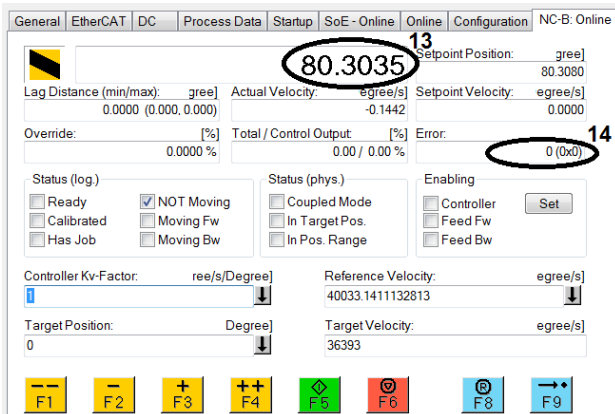 General EtherCAT DC Process Data Startup SoE - Online Online Configuration NC-B: Online
13
80.3035 Setpoint Position: gree]
80.3080
Lag Distance (min/max): gree] Actual Velocity: egree/s] Setpoint Velocity: egree/s]
0.0000 (0.000, 0.000) -0.1442 0.0000
Override: [%] Total / Control Output: [%] Error: 14
0.0000 % 0.00 / 0.00 % 0 (0x0)
Status (log.) Status (phys.) Enabling
Ready NOT Moving Coupled Mode Controller Set
Calibrated Moving Fw In Target Pos. Feed Fw
Has Job Moving Bw In Pos. Range Feed Bw
Controller Kv-Factor: ree/s/Degree] Reference Velocity: egree/s]
1 40033.1411132813
Target Position: Degree] Target Velocity: egree/s]
0 36393
-- - + ++ R
F1 F2 F3 F4 F5 F6 F8 F9